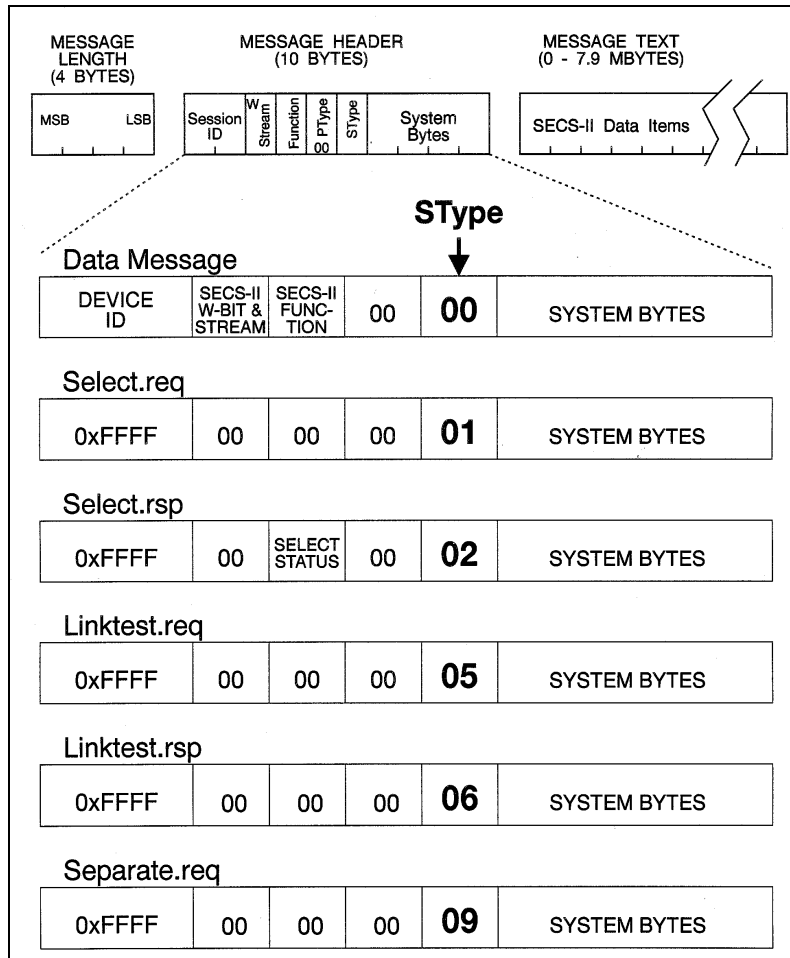 MESSAGE
LENGTH
(4 BYTES)
MESSAGE HEADER
(10 BYTES)
MESSAGE TEXT
(0 - 7.9 MBYTES)
MSB LSB
Session
ID
W
Stream
Function
PType
00
SType
System
Bytes
SECS-II Data Items
SType
Data Message
DEVICE
ID
SECS-II
W-BIT &
STREAM
SECS-II
FUNC-
TION
00
00
SYSTEM BYTES
Select.req
0xFFFF 00 00 00 01 SYSTEM BYTES
Select.rsp
0xFFFF 00 SELECT
STATUS 00 02 SYSTEM BYTES
Linktest.req
0xFFFF 00 00 00 05 SYSTEM BYTES
Linktest.rsp
0xFFFF 00 00 00 06 SYSTEM BYTES
Separate.req
0xFFFF 00 00 00 09 SYSTEM BYTES